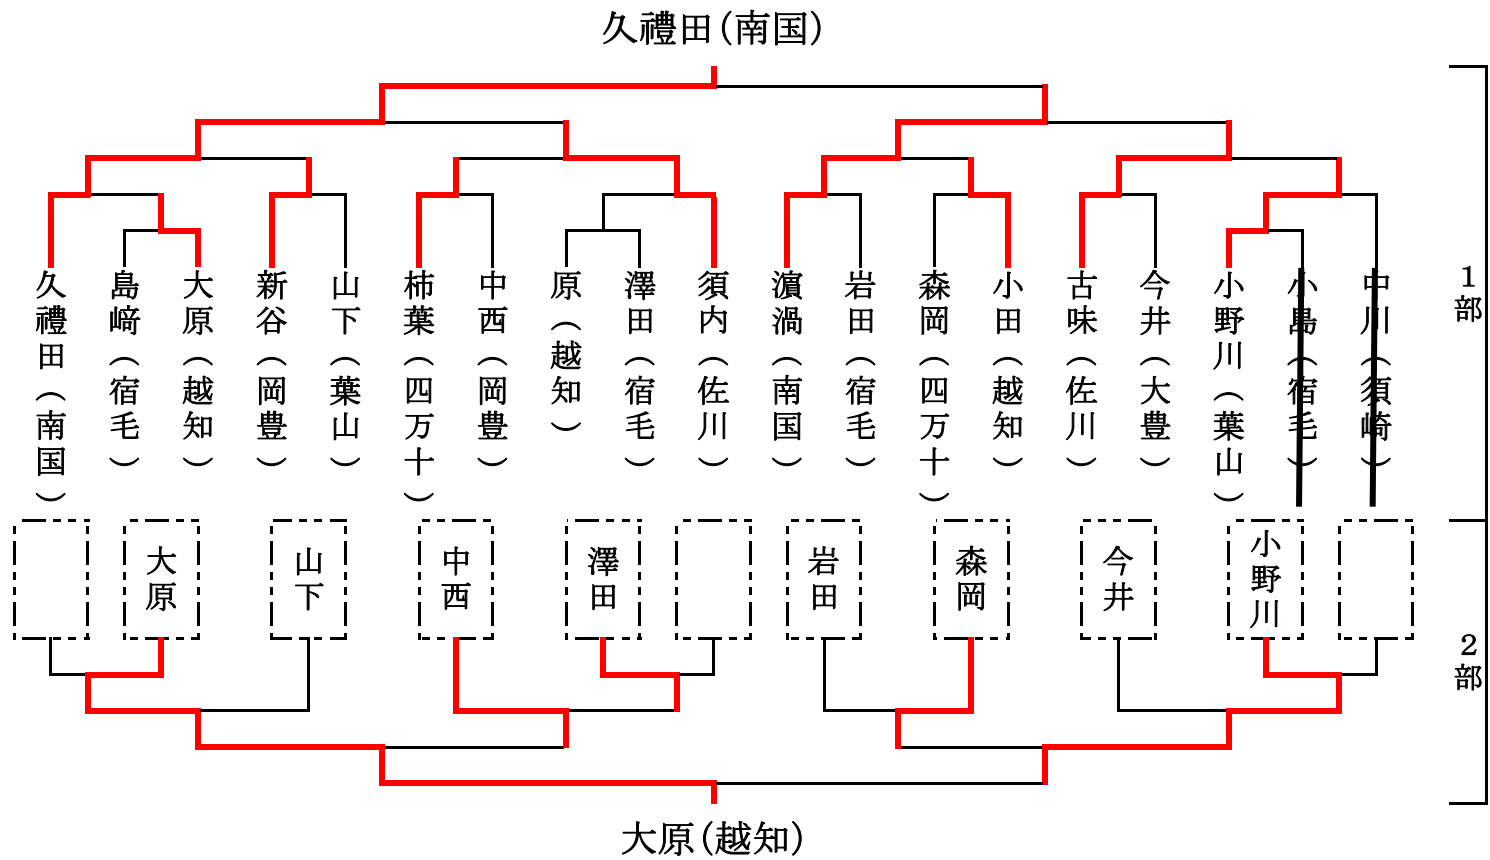 久禮田(南国)
久禮田(南国)
島﨑(宿毛)
大原(越知)
新谷(岡豊)
山下(葉山)
柿葉(四万十)
中西(岡豊)
原(越知)
澤田(宿毛)
須内(佐川)
濵渦(南国)
岩田(宿毛)
森岡(四万十)
小田(越知)
古味(佐川)
今井(大豊)
小野川(葉山)
小島(宿毛)
中川(須崎)
1部
大原
山下
中西
澤田
岩田
森岡
今井
小野川
2部
大原(越知)